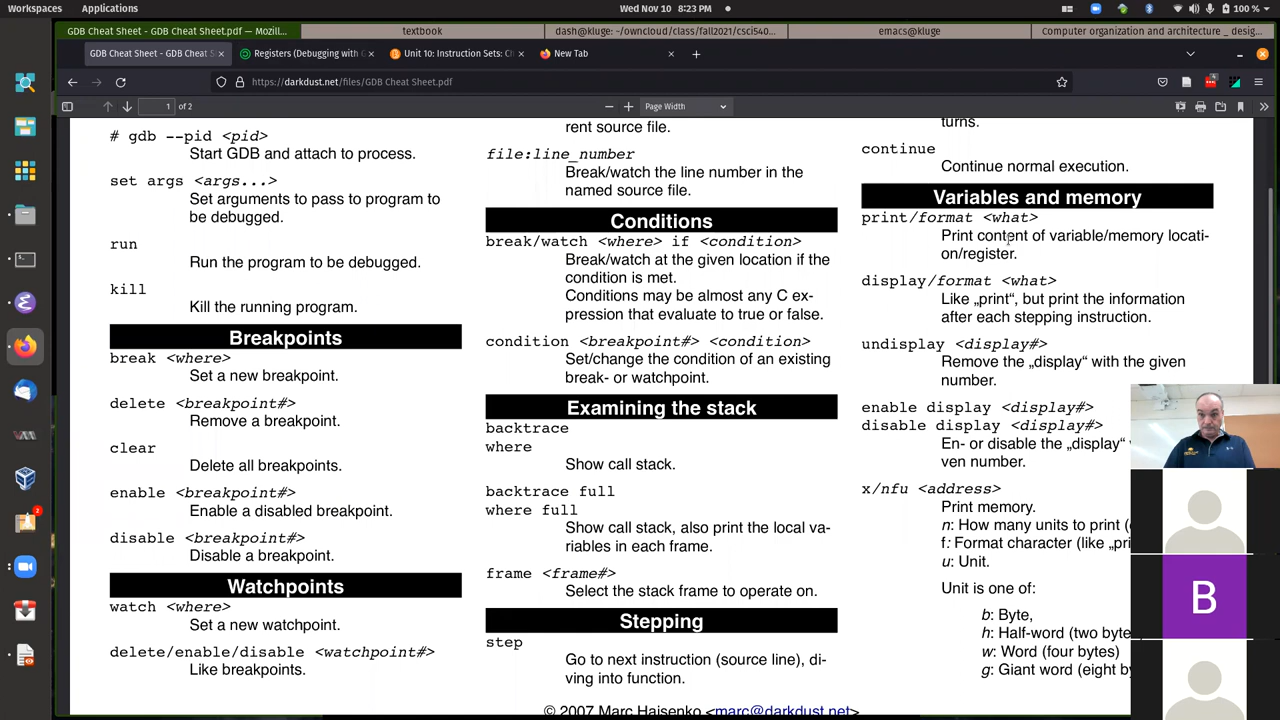 Workspaces Applications Wed Nov 10 8:23 PM 100 %
GDB Cheat Sheet - GDB Cheat Sheet.pdf — Mozill...
textbook
dash@kluge: ~/owncloud/class/fall2021/csci540...
emacs@kluge
Computer organization and architecture _ desig...
GDB Cheat Sheet - GDB Cheat S
Registers (Debugging with G
Unit 10: Instruction Sets: Ch
New Tab
https://darkdust.net/files/GDB Cheat Sheet.pdf
1 of 2
Page Width
# gdb --pid <pid>
Start GDB and attach to process.
set args <args...>
Set arguments to pass to program to
be debugged.
run
Run the program to be debugged.
kill
Kill the running program.
Breakpoints
break <where>
Set a new breakpoint.
delete <breakpoint#>
Remove a breakpoint.
clear
Delete all breakpoints.
enable <breakpoint#>
Enable a disabled breakpoint.
disable <breakpoint#>
Disable a breakpoint.
Watchpoints
watch <where>
Set a new watchpoint.
delete/enable/disable <watchpoint#>
Like breakpoints.
rent source file.
file:line_number
Break/watch the line number in the
named source file.
Conditions
break/watch <where> if <condition>
Break/watch at the given location if the
condition is met.
Conditions may be almost any C ex-
pression that evaluate to true or false.
condition <breakpoint#> <condition>
Set/change the condition of an existing
break- or watchpoint.
Examining the stack
backtrace
where
Show call stack.
backtrace full
where full
Show call stack, also print the local va-
riables in each frame.
frame <frame#>
Select the stack frame to operate on.
Stepping
step
Go to next instruction (source line), di-
ving into function.
turns.
continue
Continue normal execution.
Variables and memory
print/format <what>
Print content of variable/memory locati-
on/register.
display/format <what>
Like „print“, but print the information
after each stepping instruction.
undisplay <display#>
Remove the „display“ with the given
number.
enable display <display#>
disable display <display#>
En- or disable the „display“
ven number.
x/nfu <address>
Print memory.
n: How many units to print (
f: Format character (like „pri
u: Unit.
Unit is one of:
b: Byte,
h: Half-word (two byte
w: Word (four bytes)
g: Giant word (eight by
© 2007 Marc Haisenko <marc@darkdust.net>
B
2